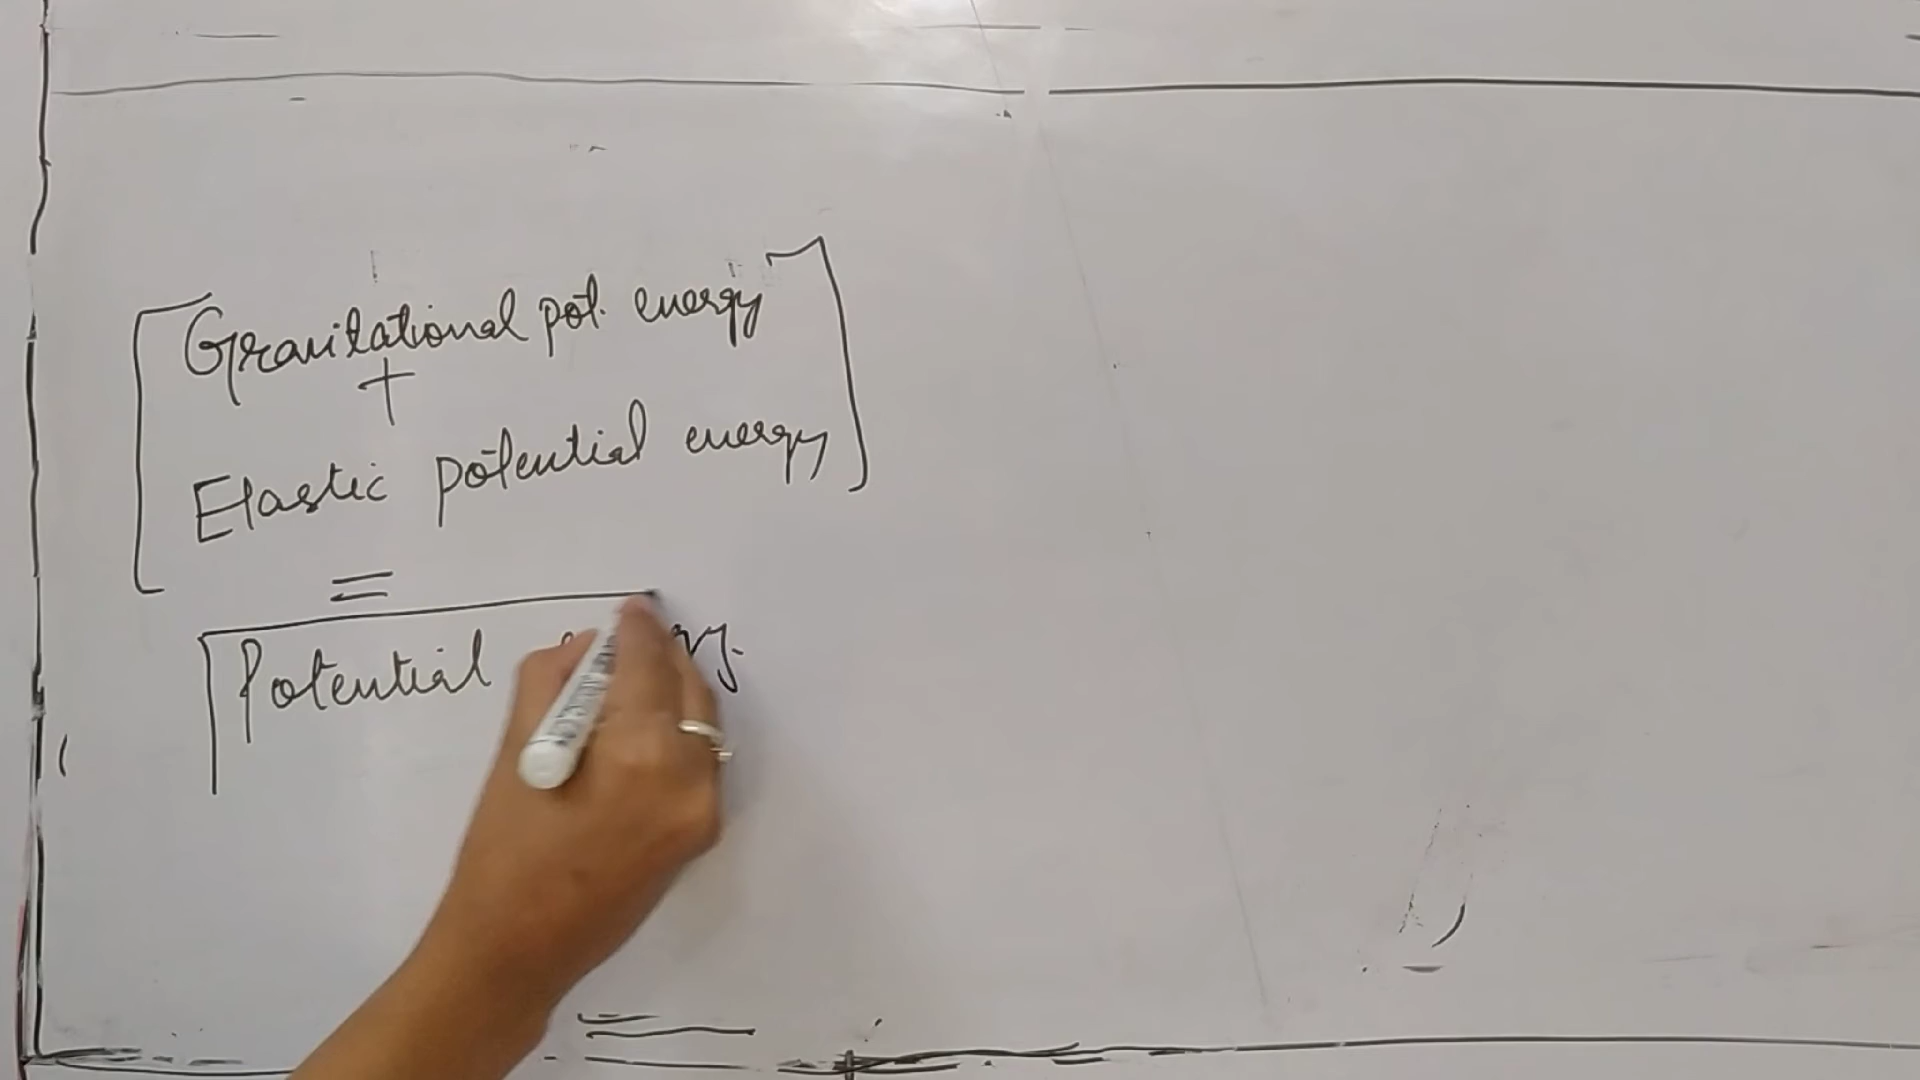 Gravitational pot. energy
+
Elastic potential energy
=
Potential